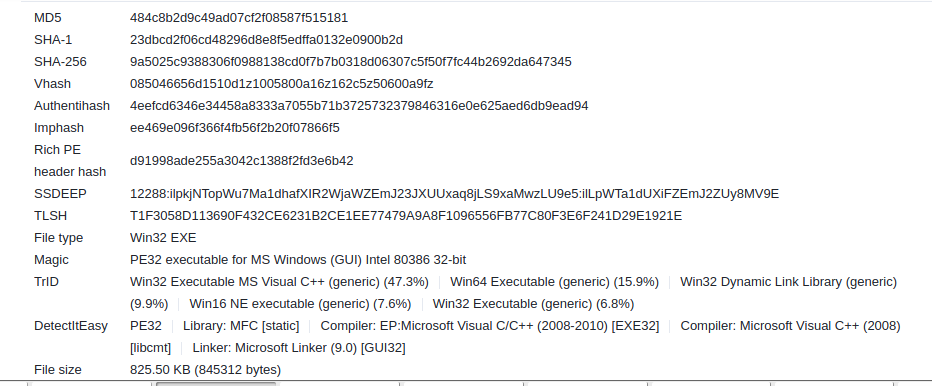 MD5 484c8b2d9c49ad07cf2f08587f515181
SHA-1 23dbcd2f06cd48296d8e8f5edffa0132e0900b2d
SHA-256 9a5025c9388306f0988138cd0f7b7b0318d06307c5f50f7fc44b2692da647345
Vhash 085046656d1510d1z1005800a16z162c5z50600a9fz
Authentihash 4eefcd6346e34458a8333a7055b71b3725732379846316e0e625aed6db9ead94
Imphash ee469e096f366f4fb56f2b20f07866f5
Rich PE
header hash d91998ade255a3042c1388f2fd3e6b42
SSDEEP 12288:ilpkjNTopWu7Ma1dhafXIR2WjaWZEmJ23JXUUxaq8jLS9xaMwzLU9e5:ilLpWTa1dUXiFZEmJ2ZUy8MV9E
TLSH T1F3058D113690F432CE6231B2CE1EE77479A9A8F1096556FB77C80F3E6F241D29E1921E
File type Win32 EXE
Magic PE32 executable for MS Windows (GUI) Intel 80386 32-bit
TrID Win32 Executable MS Visual C++ (generic) (47.3%) Win64 Executable (generic) (15.9%) Win32 Dynamic Link Library (generic)
(9.9%) Win16 NE executable (generic) (7.6%) Win32 Executable (generic) (6.8%)
DetectItEasy PE32 Library: MFC [static] Compiler: EP:Microsoft Visual C/C++ (2008-2010) [EXE32] Compiler: Microsoft Visual C++ (2008)
[libcmt] Linker: Microsoft Linker (9.0) [GUI32]
File size 825.50 KB (845312 bytes)